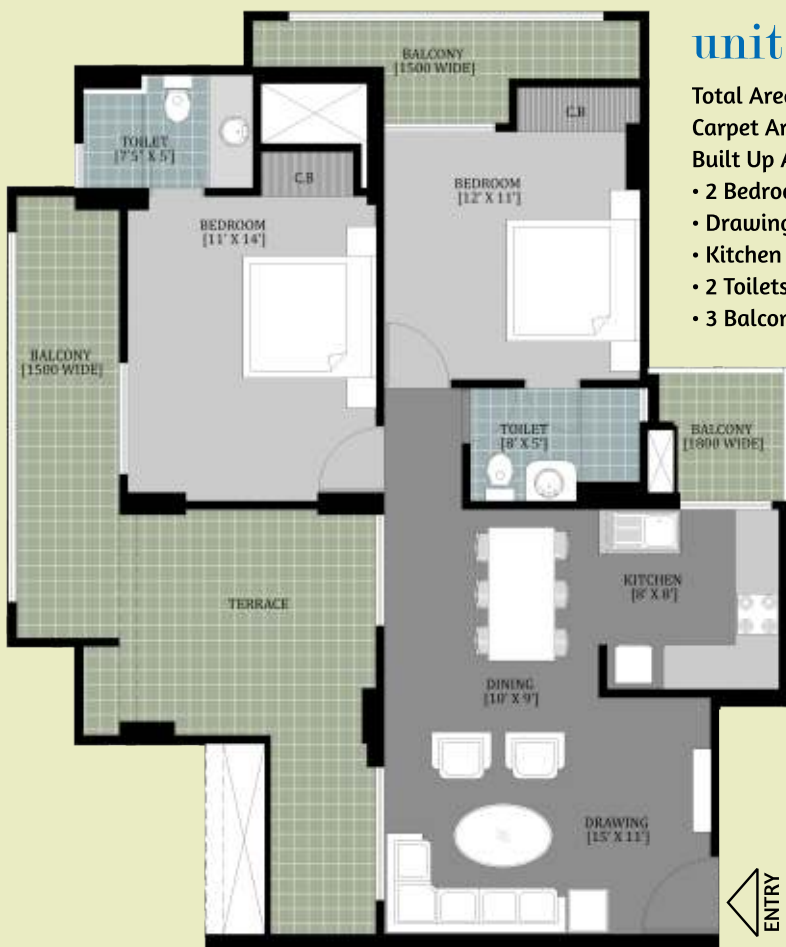 unit
Total Area
Carpet Ar
Built Up A
• 2 Bedroo
• Drawing
• Kitchen
• 2 Toilets
• 3 Balcon
BALCONY
[1500 WIDE]
C.B
TOILET
[7'5" X 5']
C.B
BEDROOM
[12' X 11']
BEDROOM
[11' X 14']
BALCONY
[1500 WIDE]
TOILET
[8' X 5']
BALCONY
[1800 WIDE]
KITCHEN
[8' X 8']
TERRACE
DINING
[10' X 9']
DRAWING
[15' X 11']
ENTRY